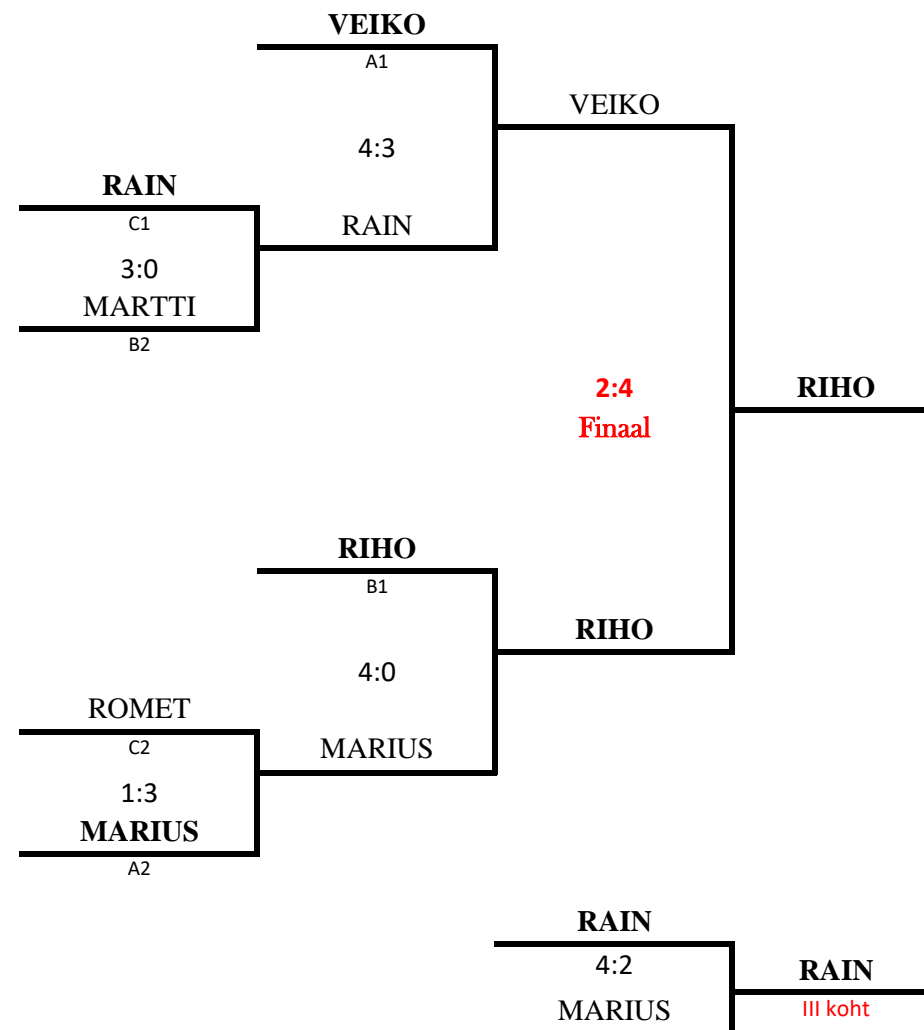 VEIKO
A1
VEIKO
4:3
RAIN
C1
RAIN
3:0
MARTTI
B2
2:4
RIHO
Finaal
RIHO
B1
RIHO
4:0
ROMET
C2
MARIUS
1:3
MARIUS
A2
RAIN
4:2
RAIN
MARIUS
III koht